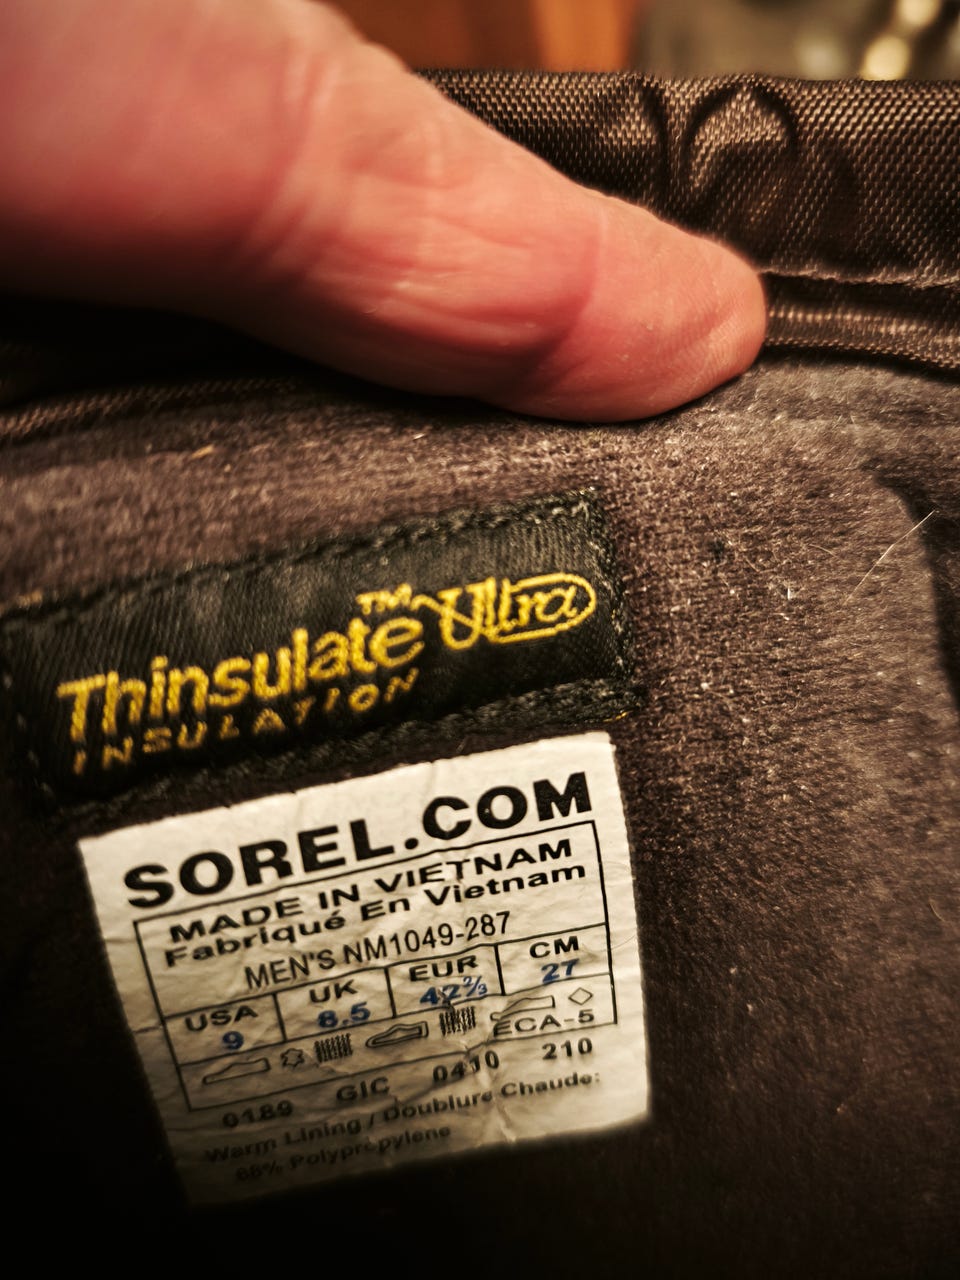 Thinsulate™ Ultra
INSULATION
SOREL.COM
MADE IN VIETNAM
Fabriqué En Vietnam
MEN'S NM1049-287
USA UK EUR CM
9 8.5 42⅔ 27
ECA-5
0189 GIC 0410 210
Warm Lining / Doublure Chaude:
68% Polypropylene